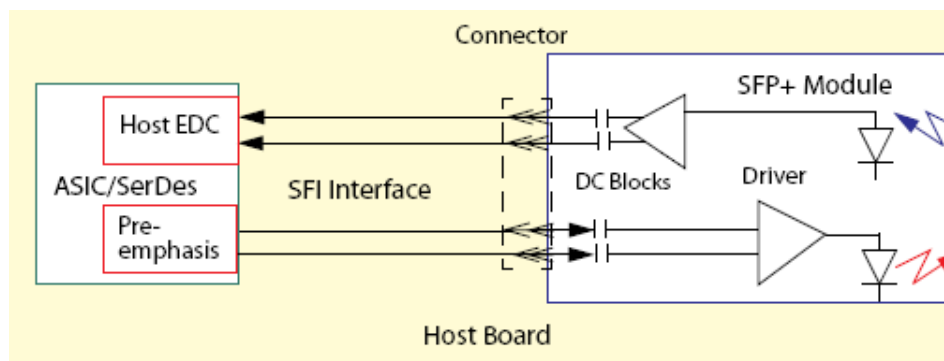 Connector
SFP+ Module
Host EDC
ASIC/SerDes
SFI Interface
DC Blocks
Driver
Pre-
emphasis
Host Board